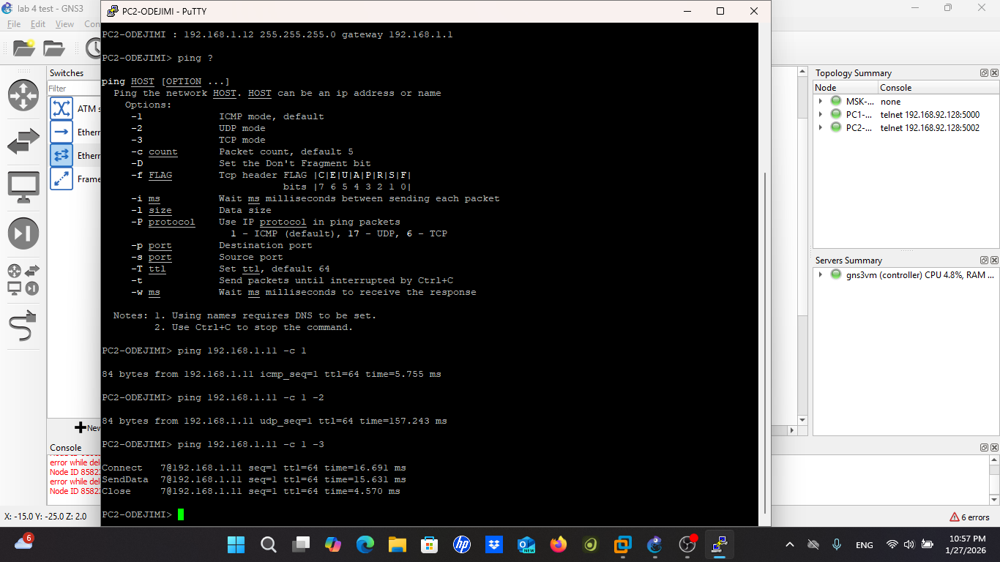 lab 4 test - GNS3
File Edit View Con
PC2-ODEJIMI - PuTTY
Switches
Filter
ATM s
Ethern
Ethern
Frame
New
Console
error while del
Node ID 8582
error while del
Node ID 8582
X: -15.0 Y: -25.0 Z: 2.0
PC2-ODEJIMI : 192.168.1.12 255.255.255.0 gateway 192.168.1.1
PC2-ODEJIMI> ping ?
ping HOST [OPTION ...]
Ping the network HOST. HOST can be an ip address or name
Options:
-1 ICMP mode, default
-2 UDP mode
-3 TCP mode
-c count Packet count, default 5
-D Set the Don't Fragment bit
-f FLAG Tcp header FLAG |C|E|U|A|P|R|S|F|
bits |7 6 5 4 3 2 1 0|
-i ms Wait ms milliseconds between sending each packet
-l size Data size
-P protocol Use IP protocol in ping packets
1 - ICMP (default), 17 - UDP, 6 - TCP
-p port Destination port
-s port Source port
-T ttl Set ttl, default 64
-t Send packets until interrupted by Ctrl+C
-w ms Wait ms milliseconds to receive the response
Notes: 1. Using names requires DNS to be set.
2. Use Ctrl+C to stop the command.
PC2-ODEJIMI> ping 192.168.1.11 -c 1
84 bytes from 192.168.1.11 icmp_seq=1 ttl=64 time=5.755 ms
PC2-ODEJIMI> ping 192.168.1.11 -c 1 -2
84 bytes from 192.168.1.11 udp_seq=1 ttl=64 time=157.243 ms
PC2-ODEJIMI> ping 192.168.1.11 -c 1 -3
Connect 7@192.168.1.11 seq=1 ttl=64 time=16.691 ms
SendData 7@192.168.1.11 seq=1 ttl=64 time=15.631 ms
Close 7@192.168.1.11 seq=1 ttl=64 time=4.570 ms
PC2-ODEJIMI>
Topology Summary
Node Console
MSK-... none
PC1-... telnet 192.168.92.128:5000
PC2-... telnet 192.168.92.128:5002
Servers Summary
gns3vm (controller) CPU 4.8%, RAM ...
6 errors
6
hp
NEW
ENG
10:57 PM
1/27/2026